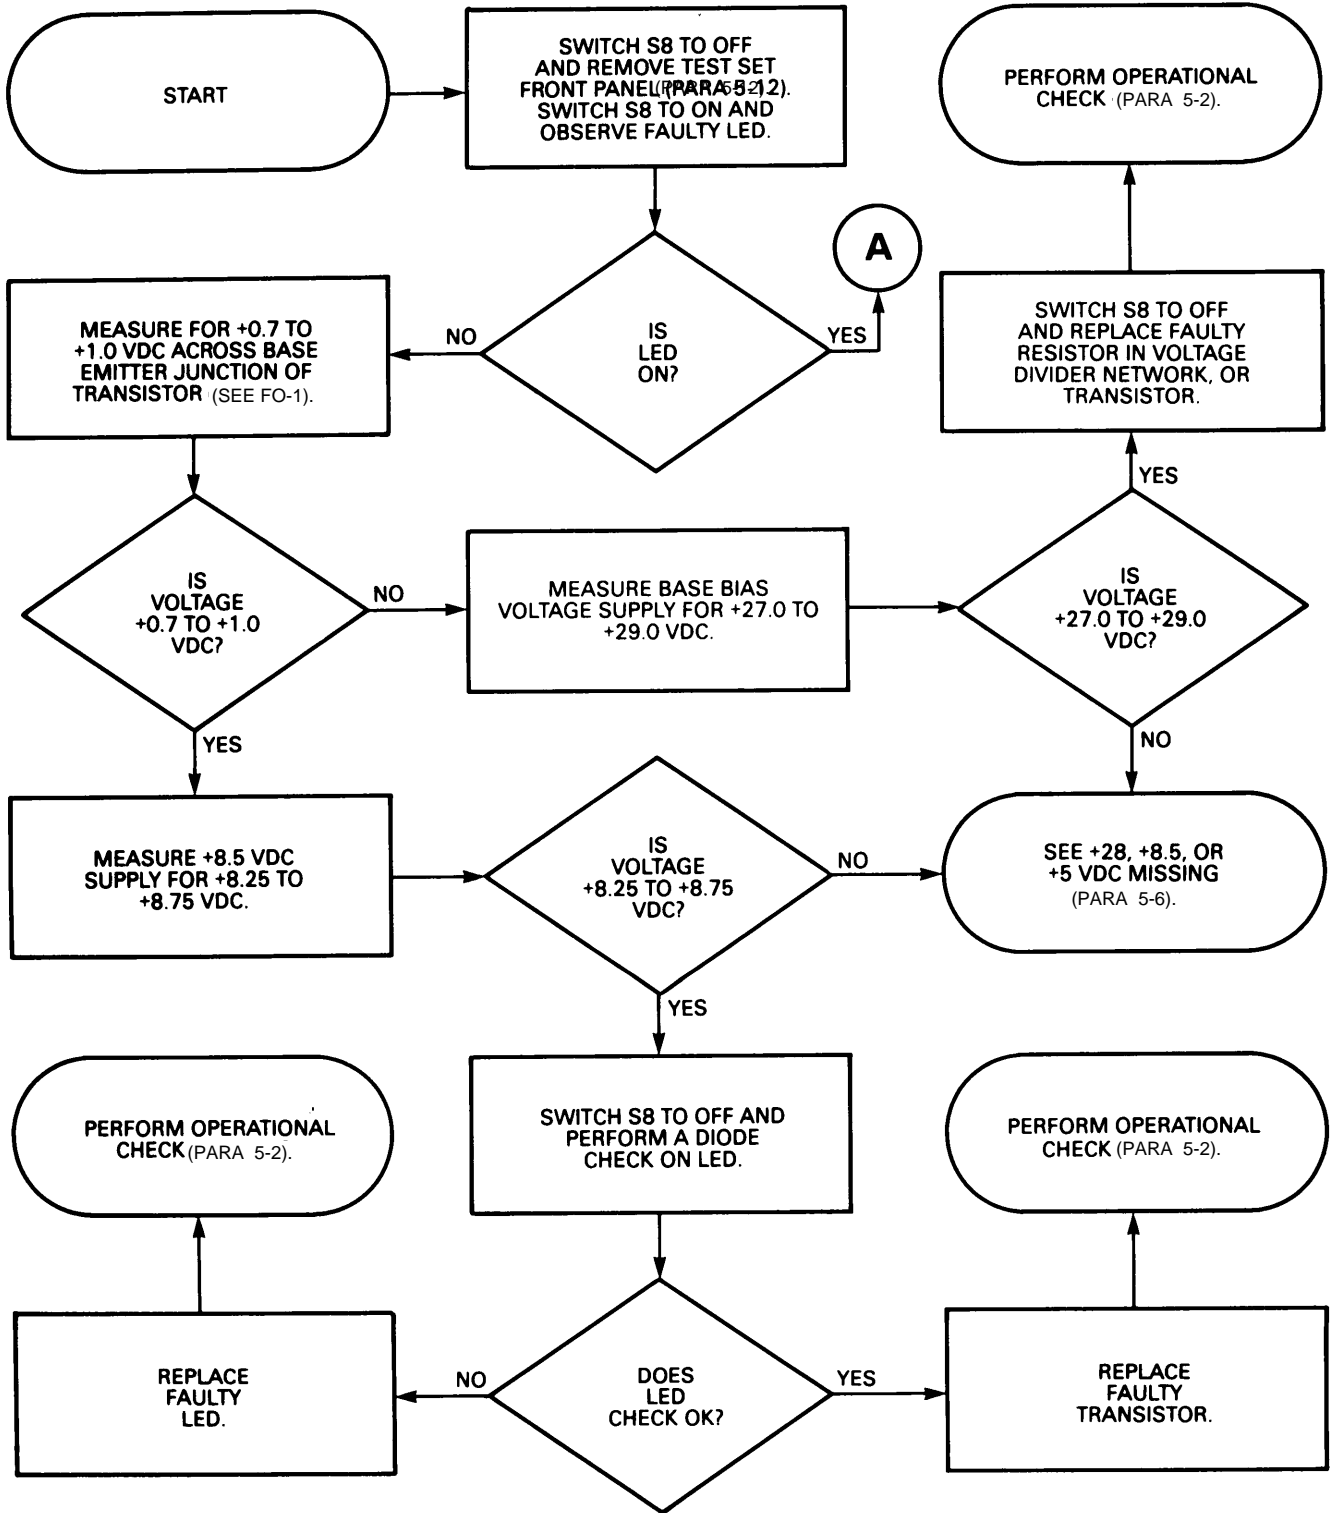 START
SWITCH S8 TO OFF
AND REMOVE TEST SET
FRONT PANEL
SWITCH S8 TO ON AND
OBSERVE FAULTY LED.
PERFORM OPERATIONAL
CHECK (PARA 5-2).
IS
LED
ON?
YES
A
NO
MEASURE FOR +0.7 TO
+1.0 VDC ACROSS BASE
EMITTER JUNCTION OF
TRANSISTOR (SEE FO-1).
SWITCH S8 TO OFF
AND REPLACE FAULTY
RESISTOR IN VOLTAGE
DIVIDER NETWORK, OR
TRANSISTOR.
YES
IS
VOLTAGE
+0.7 TO +1.0
VDC?
NO
MEASURE BASE BIAS
VOLTAGE SUPPLY FOR +27.0 TO
+29.0 VDC.
IS
VOLTAGE
+27.0 TO +29.0
VDC?
YES
NO
MEASURE +8.5 VDC
SUPPLY FOR +8.25 TO
+8.75 VDC.
IS
VOLTAGE
+8.25 TO +8.75
VDC?
NO
SEE +28, +8.5, OR
+5 VDC MISSING
(PARA 5-6).
YES
SWITCH S8 TO OFF AND
PERFORM A DIODE
CHECK ON LED.
PERFORM OPERATIONAL
CHECK (PARA 5-2).
PERFORM OPERATIONAL
CHECK (PARA 5-2).
REPLACE
FAULTY
LED.
NO
DOES
LED
CHECK OK?
YES
REPLACE
FAULTY
TRANSISTOR.